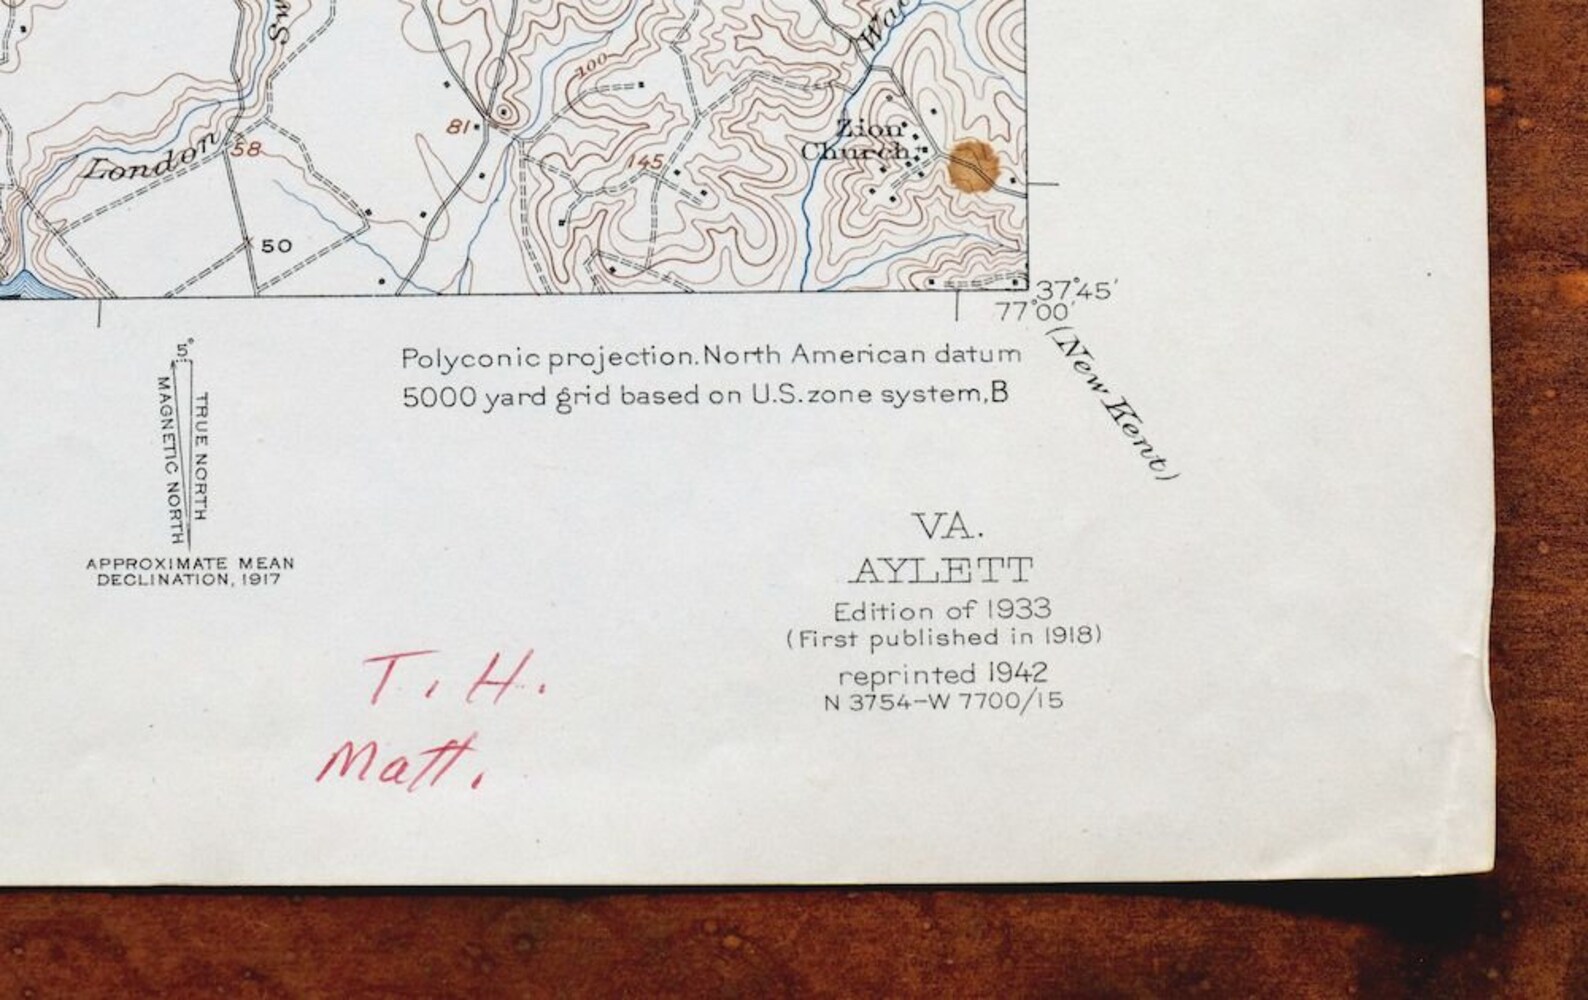 100
Zion
Church
81
58
London
145
50
37°45'
77°00'
(New Kent)
5°
TRUE NORTH
MAGNETIC NORTH
APPROXIMATE MEAN
DECLINATION, 1917
Polyconic projection. North American datum
5000 yard grid based on U.S. zone system, B
VA.
AYLETT
Edition of 1933
(First published in 1918)
reprinted 1942
N 3754-W 7700/15
T. H.
Matt.